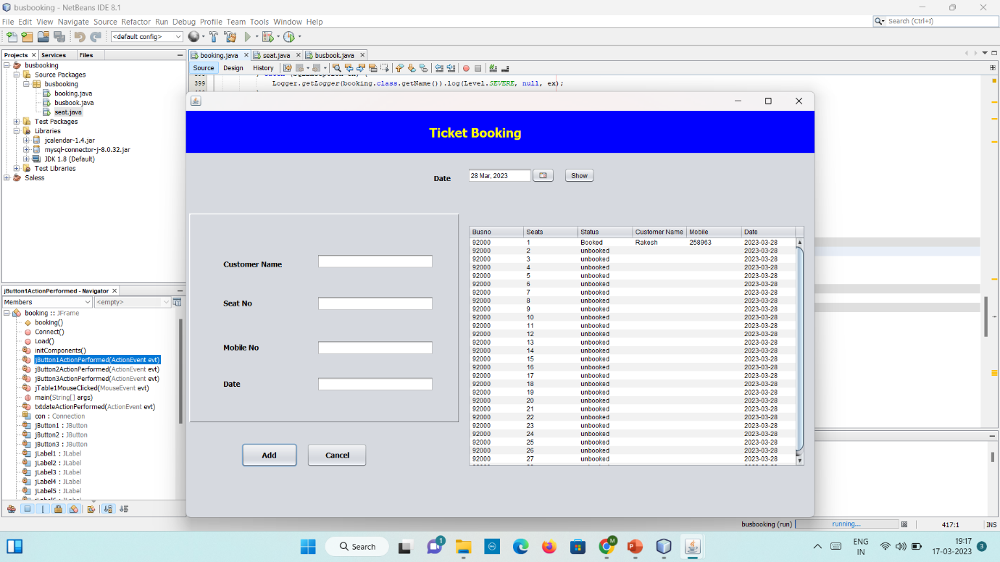 busbooking - NetBeans IDE 8.1
File Edit View Navigate Source Refactor Run Debug Profile Team Tools Window Help
Search (Ctrl+I)
<default config>
Projects Services Files
busbooking
Source Packages
busbooking
booking.java
busbook.java
seat.java
Test Packages
Libraries
jcalendar-1.4.jar
mysql-connector-j-8.0.32.jar
JDK 1.8 (Default)
Test Libraries
Saless
booking.java seat.java busbook.java
Source Design History
399 Logger.getLogger(booking.class.getName()).log(Level.SEVERE, null, ex);
jButton1ActionPerformed - Navigator
Members <empty>
booking :: JFrame
booking()
Connect()
Load()
initComponents()
jButton1ActionPerformed(ActionEvent evt)
jButton2ActionPerformed(ActionEvent evt)
jButton3ActionPerformed(ActionEvent evt)
jTable1MouseClicked(MouseEvent evt)
main(String[] args)
txtdateActionPerformed(ActionEvent evt)
con : Connection
jButton1 : JButton
jButton2 : JButton
jButton3 : JButton
jLabel1 : JLabel
jLabel2 : JLabel
jLabel3 : JLabel
jLabel4 : JLabel
jLabel5 : JLabel
Ticket Booking
Date 28 Mar, 2023 Show
Customer Name
Seat No
Mobile No
Date
Add Cancel
Busno Seats Status Customer Name Mobile Date
92000 1 Booked Rakesh 258963 2023-03-28
92000 2 unbooked 2023-03-28
92000 3 unbooked 2023-03-28
92000 4 unbooked 2023-03-28
92000 5 unbooked 2023-03-28
92000 6 unbooked 2023-03-28
92000 7 unbooked 2023-03-28
92000 8 unbooked 2023-03-28
92000 9 unbooked 2023-03-28
92000 10 unbooked 2023-03-28
92000 11 unbooked 2023-03-28
92000 12 unbooked 2023-03-28
92000 13 unbooked 2023-03-28
92000 14 unbooked 2023-03-28
92000 15 unbooked 2023-03-28
92000 16 unbooked 2023-03-28
92000 17 unbooked 2023-03-28
92000 18 unbooked 2023-03-28
92000 19 unbooked 2023-03-28
92000 20 unbooked 2023-03-28
92000 21 unbooked 2023-03-28
92000 22 unbooked 2023-03-28
92000 23 unbooked 2023-03-28
92000 24 unbooked 2023-03-28
92000 25 unbooked 2023-03-28
92000 26 unbooked 2023-03-28
92000 27 unbooked 2023-03-28
busbooking (run) running... 417:1 INS
Search
1
M
ENG
IN
19:17
17-03-2023
3